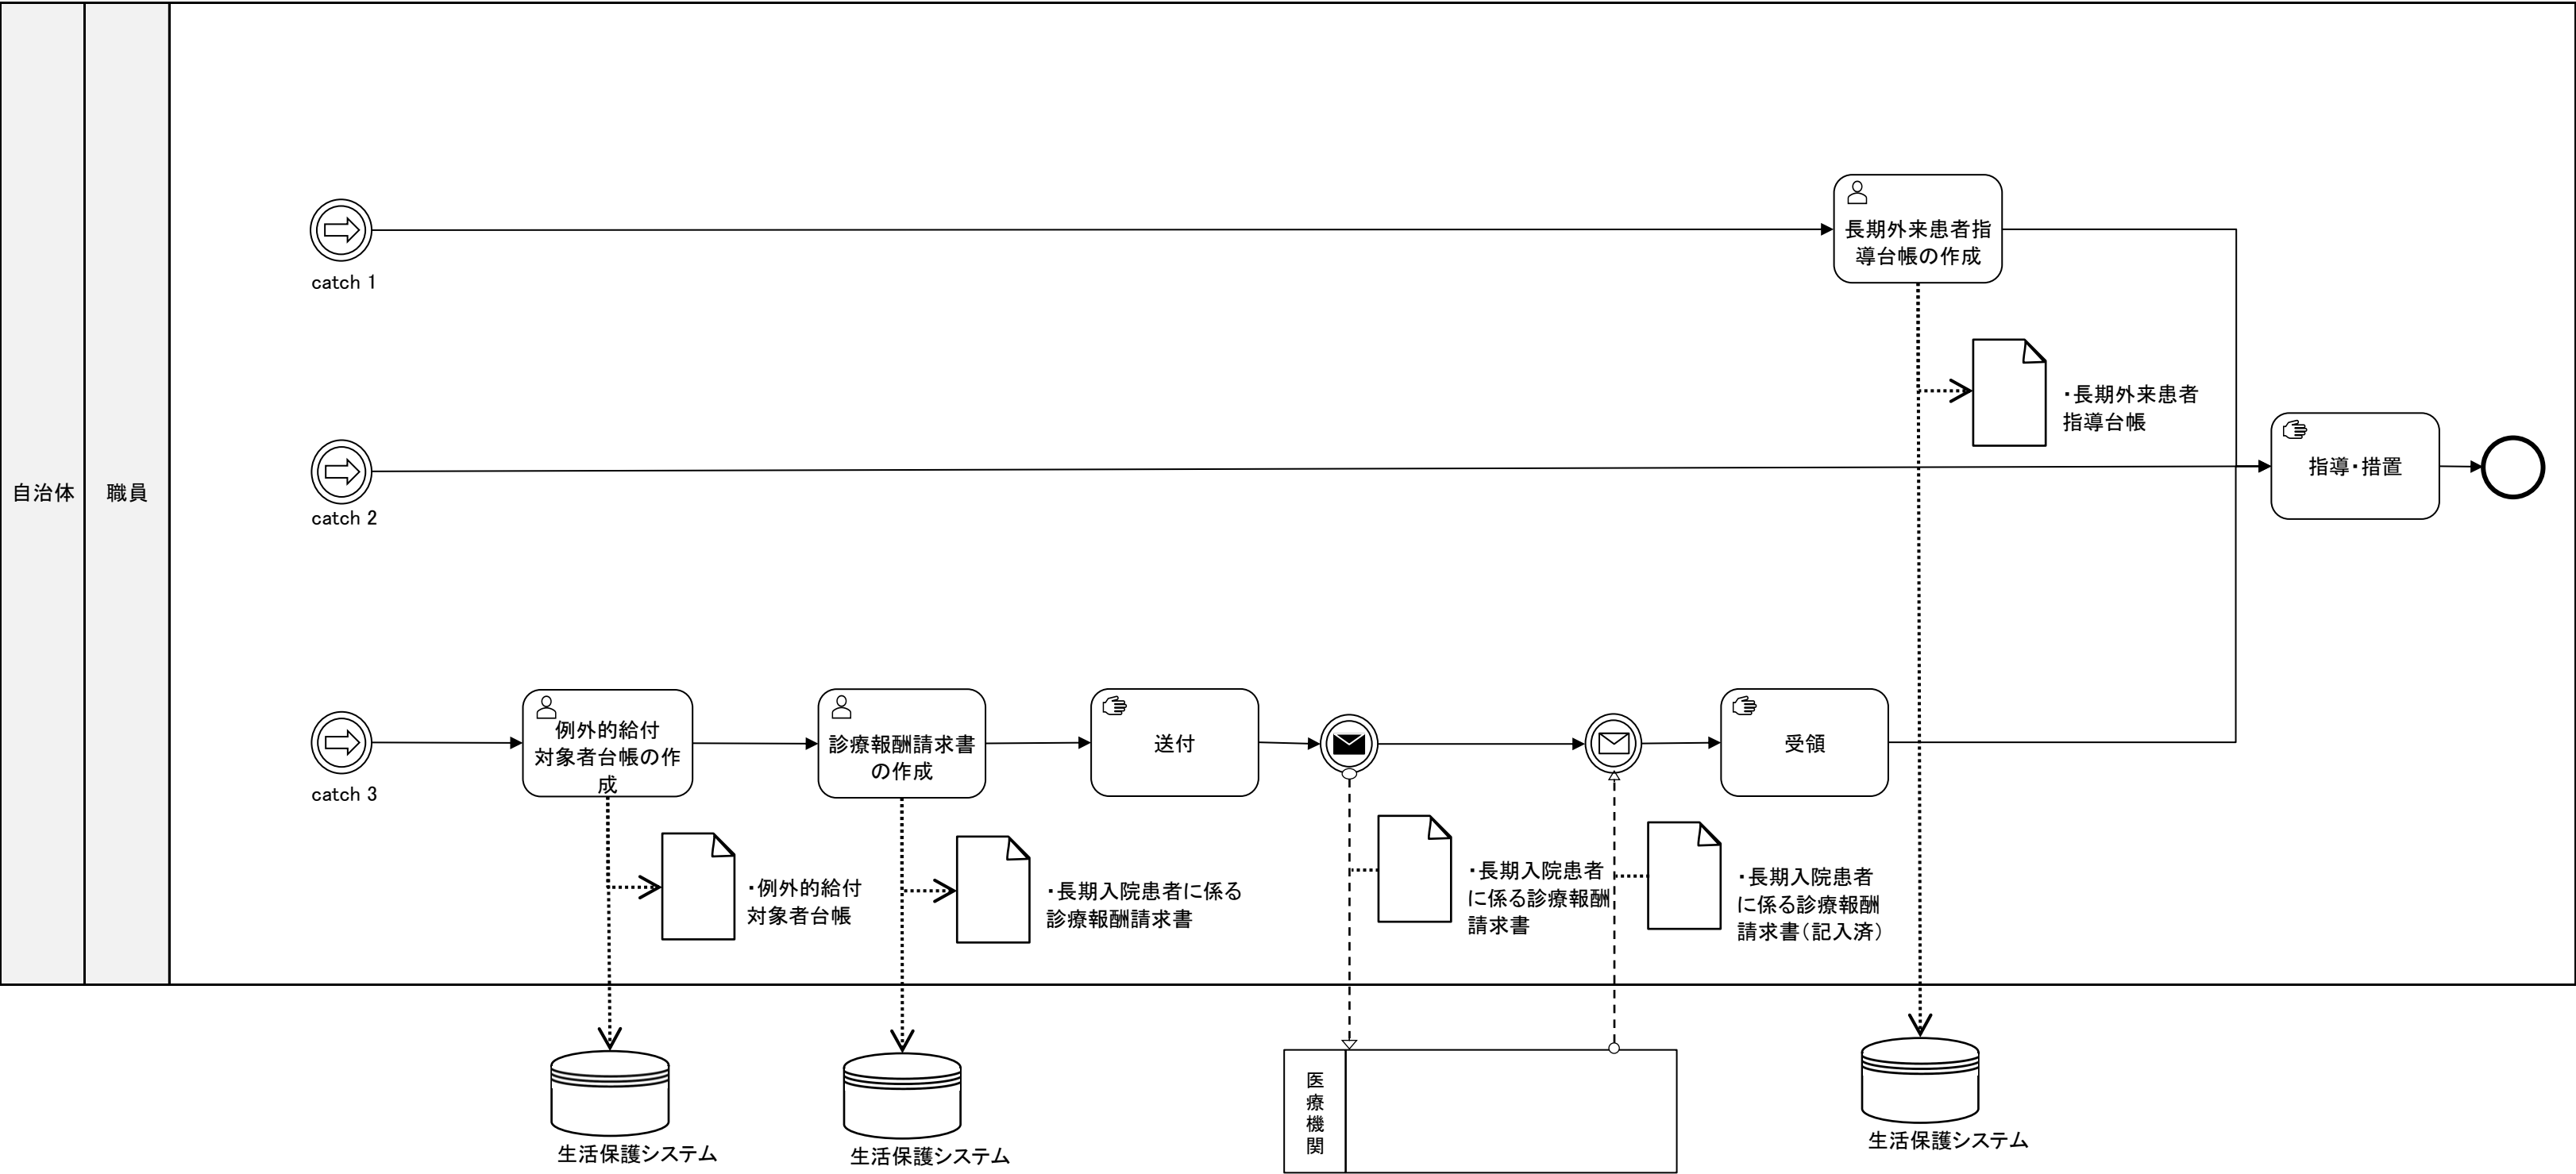 自治体
職員
catch 1
長期外来患者指
導台帳の作成
・長期外来患者
指導台帳
catch 2
指導・措置
catch 3
例外的給付
対象者台帳の作
成
診療報酬請求書
の作成
送付
受領
・例外的給付
対象者台帳
・長期入院患者に係る
診療報酬請求書
・長期入院患者
に係る診療報酬
請求書
・長期入院患者
に係る診療報酬
請求書（記入済）
生活保護システム
生活保護システム
医
療
機
関
生活保護システム